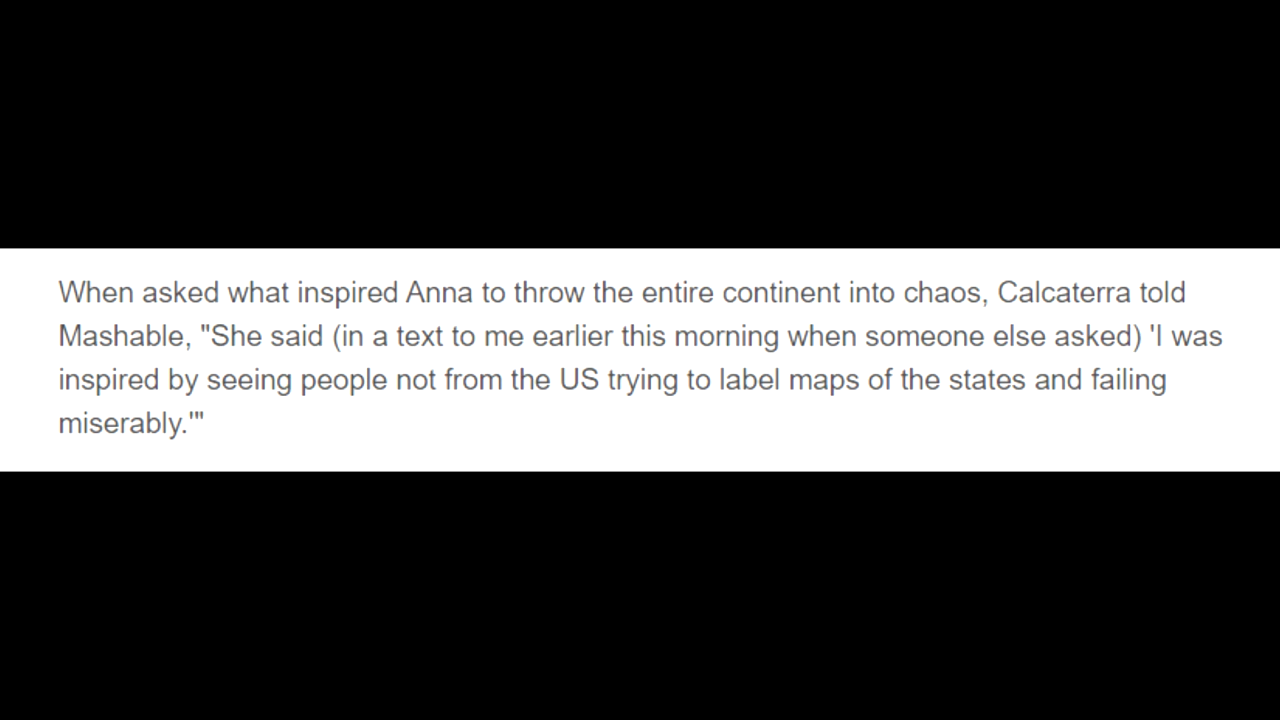 When asked what inspired Anna to throw the entire continent into chaos, Calcaterra told
Mashable, "She said (in a text to me earlier this morning when someone else asked) 'I was
inspired by seeing people not from the US trying to label maps of the states and failing
miserably.'"